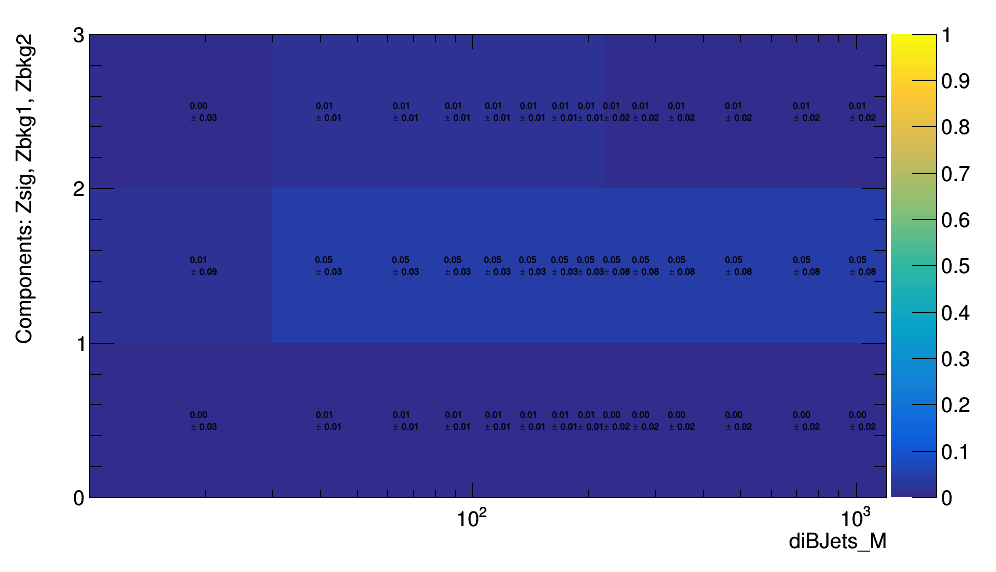 Components: Zsig, Zbkg1, Zbkg2
3
2
1
0
0.00 0.01 0.01 0.01 0.01 0.01 0.01 0.01 0.01 0.01 0.01 0.01 0.01 0.01
± 0.03 ± 0.01 ± 0.01 ± 0.01 ± 0.01 ± 0.01 ± 0.01 ± 0.01 ± 0.02 ± 0.02 ± 0.02 ± 0.02 ± 0.02 ± 0.02
0.01 0.05 0.05 0.05 0.05 0.05 0.05 0.05 0.05 0.05 0.05 0.05 0.05 0.05
± 0.09 ± 0.03 ± 0.03 ± 0.03 ± 0.03 ± 0.03 ± 0.03 ± 0.03 ± 0.08 ± 0.08 ± 0.08 ± 0.08 ± 0.08 ± 0.08
0.00 0.01 0.01 0.01 0.01 0.01 0.01 0.01 0.00 0.00 0.00 0.00 0.00 0.00
± 0.03 ± 0.01 ± 0.01 ± 0.01 ± 0.01 ± 0.01 ± 0.01 ± 0.01 ± 0.02 ± 0.02 ± 0.02 ± 0.02 ± 0.02 ± 0.02
10² 10³
diBJets_M
1
0.9
0.8
0.7
0.6
0.5
0.4
0.3
0.2
0.1
0